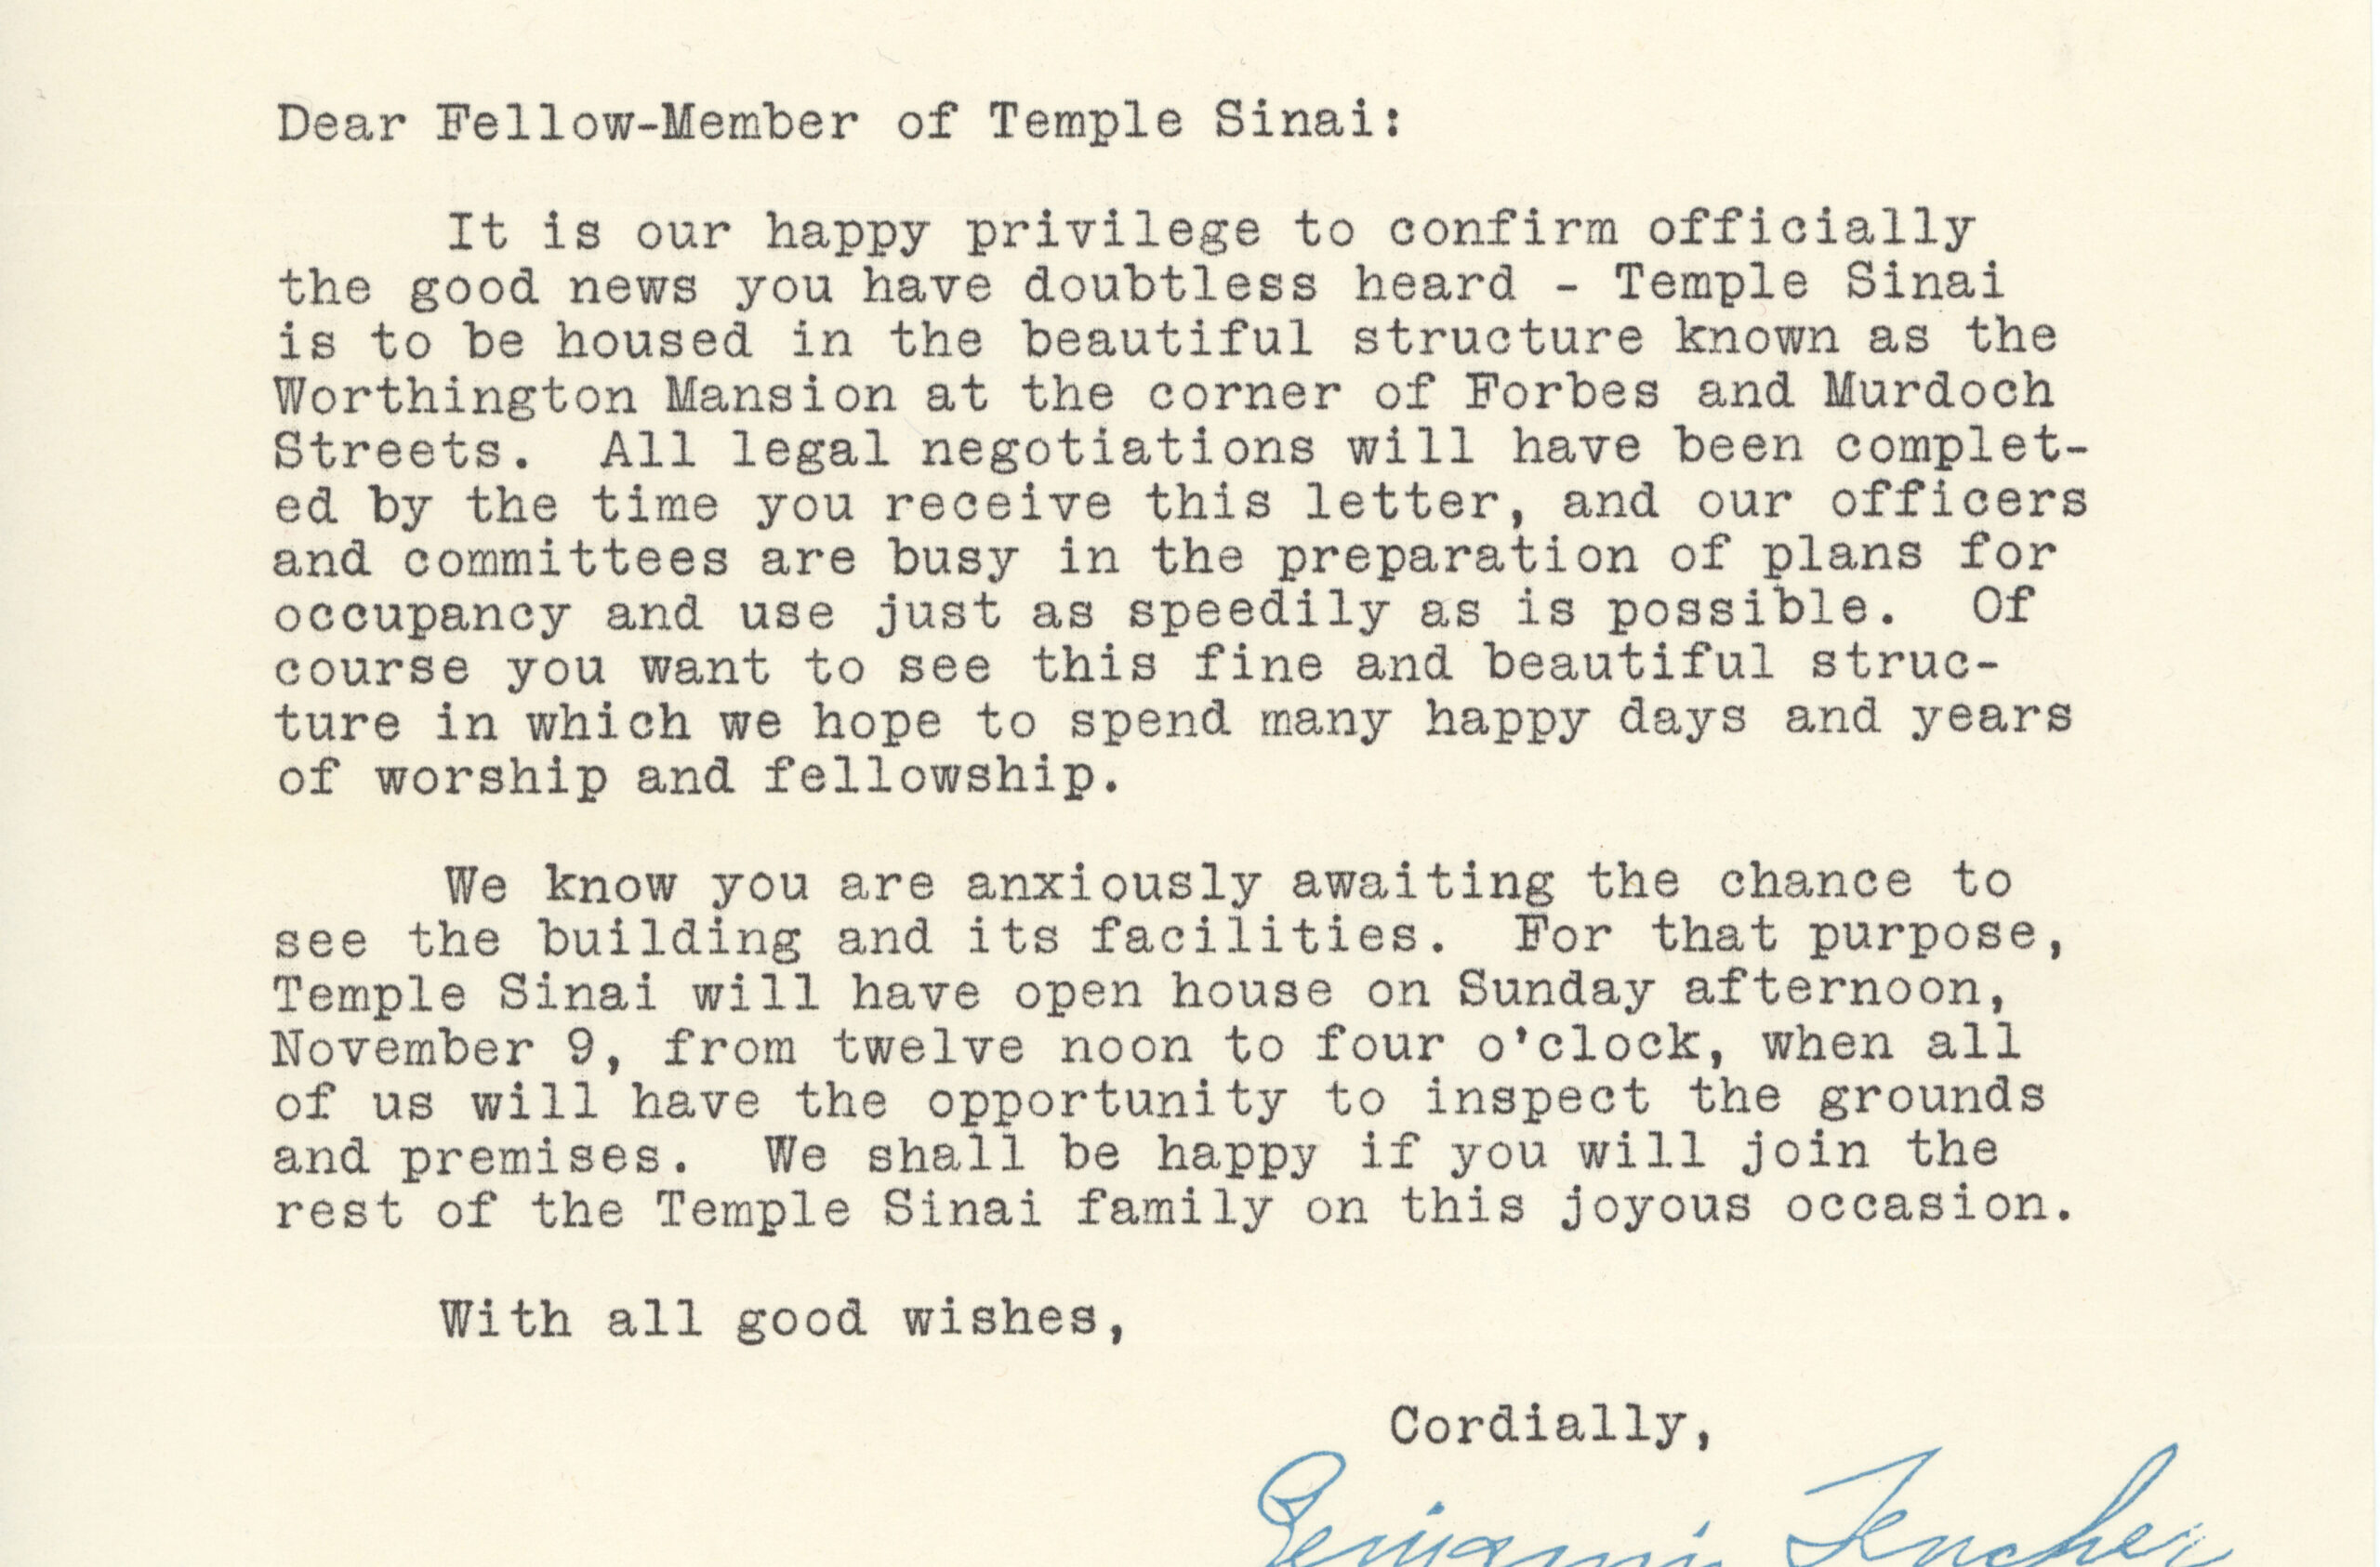 Dear Fellow-Member of Temple Sinai:
It is our happy privilege to confirm officially
the good news you have doubtless heard - Temple Sinai
is to be housed in the beautiful structure known as the
Worthington Mansion at the corner of Forbes and Murdoch
Streets. All legal negotiations will have been complet-
ed by the time you receive this letter, and our officers
and committees are busy in the preparation of plans for
occupancy and use just as speedily as is possible. Of
course you want to see this fine and beautiful struc-
ture in which we hope to spend many happy days and years
of worship and fellowship.
We know you are anxiously awaiting the chance to
see the building and its facilities. For that purpose,
Temple Sinai will have open house on Sunday afternoon,
November 9, from twelve noon to four o'clock, when all
of us will have the opportunity to inspect the grounds
and premises. We shall be happy if you will join the
rest of the Temple Sinai family on this joyous occasion.
With all good wishes,
Cordially,
Benjamin